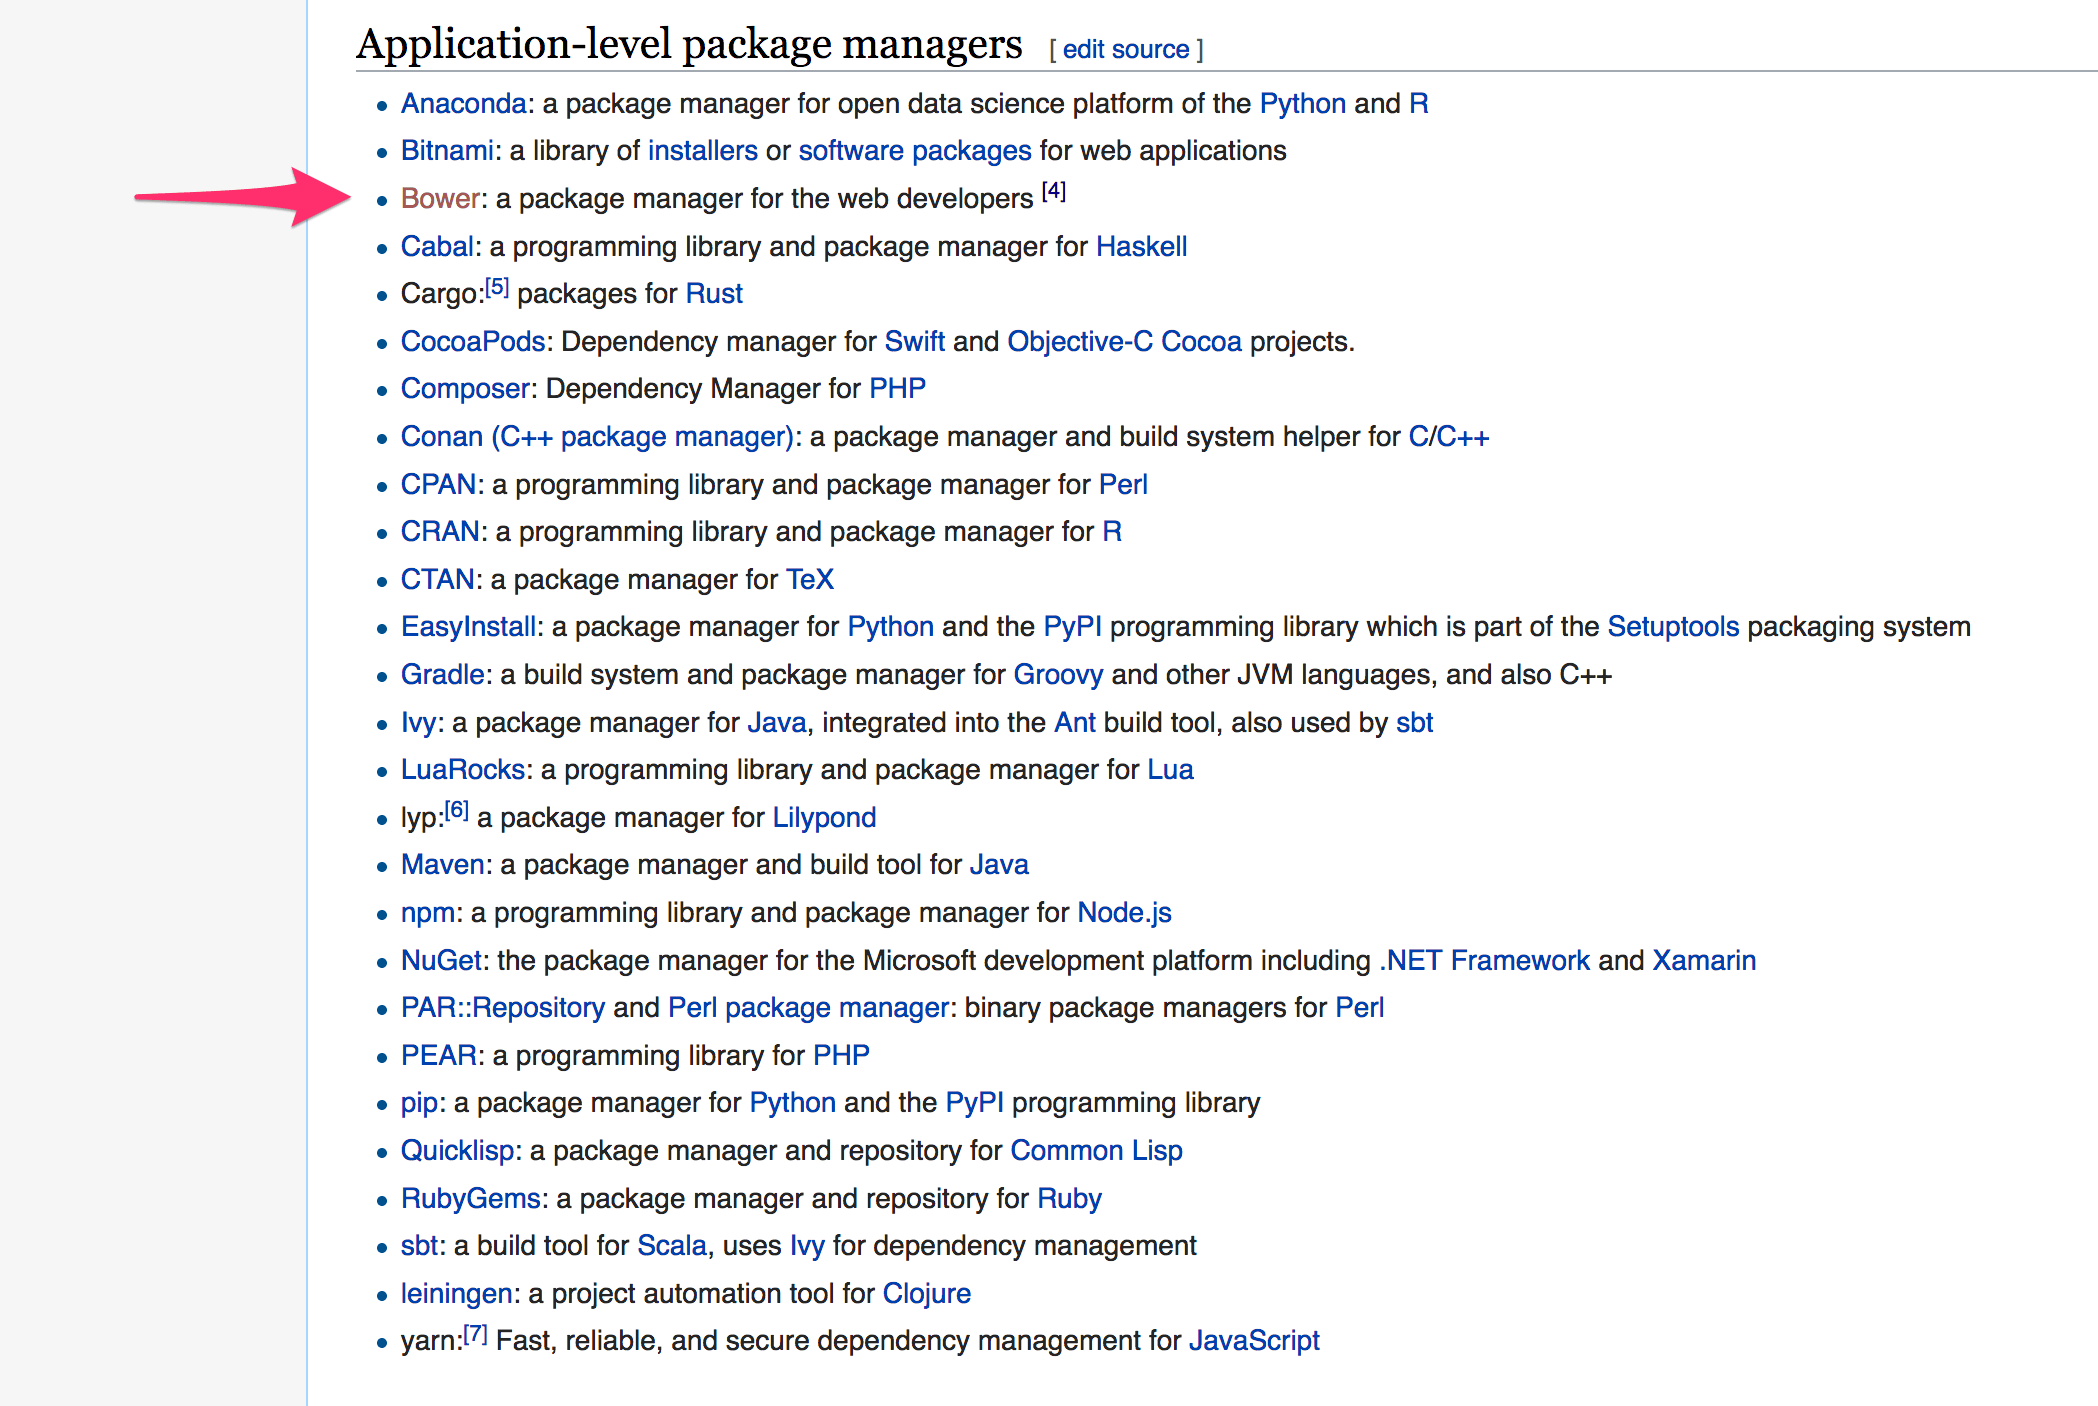 Application-level package managers [ edit source ]
Anaconda: a package manager for open data science platform of the Python and R
Bitnami: a library of installers or software packages for web applications
Bower: a package manager for the web developers [4]
Cabal: a programming library and package manager for Haskell
Cargo:[5] packages for Rust
CocoaPods: Dependency manager for Swift and Objective-C Cocoa projects.
Composer: Dependency Manager for PHP
Conan (C++ package manager): a package manager and build system helper for C/C++
CPAN: a programming library and package manager for Perl
CRAN: a programming library and package manager for R
CTAN: a package manager for TeX
EasyInstall: a package manager for Python and the PyPI programming library which is part of the Setuptools packaging system
Gradle: a build system and package manager for Groovy and other JVM languages, and also C++
Ivy: a package manager for Java, integrated into the Ant build tool, also used by sbt
LuaRocks: a programming library and package manager for Lua
lyp:[6] a package manager for Lilypond
Maven: a package manager and build tool for Java
npm: a programming library and package manager for Node.js
NuGet: the package manager for the Microsoft development platform including .NET Framework and Xamarin
PAR::Repository and Perl package manager: binary package managers for Perl
PEAR: a programming library for PHP
pip: a package manager for Python and the PyPI programming library
Quicklisp: a package manager and repository for Common Lisp
RubyGems: a package manager and repository for Ruby
sbt: a build tool for Scala, uses Ivy for dependency management
leiningen: a project automation tool for Clojure
yarn:[7] Fast, reliable, and secure dependency management for JavaScript